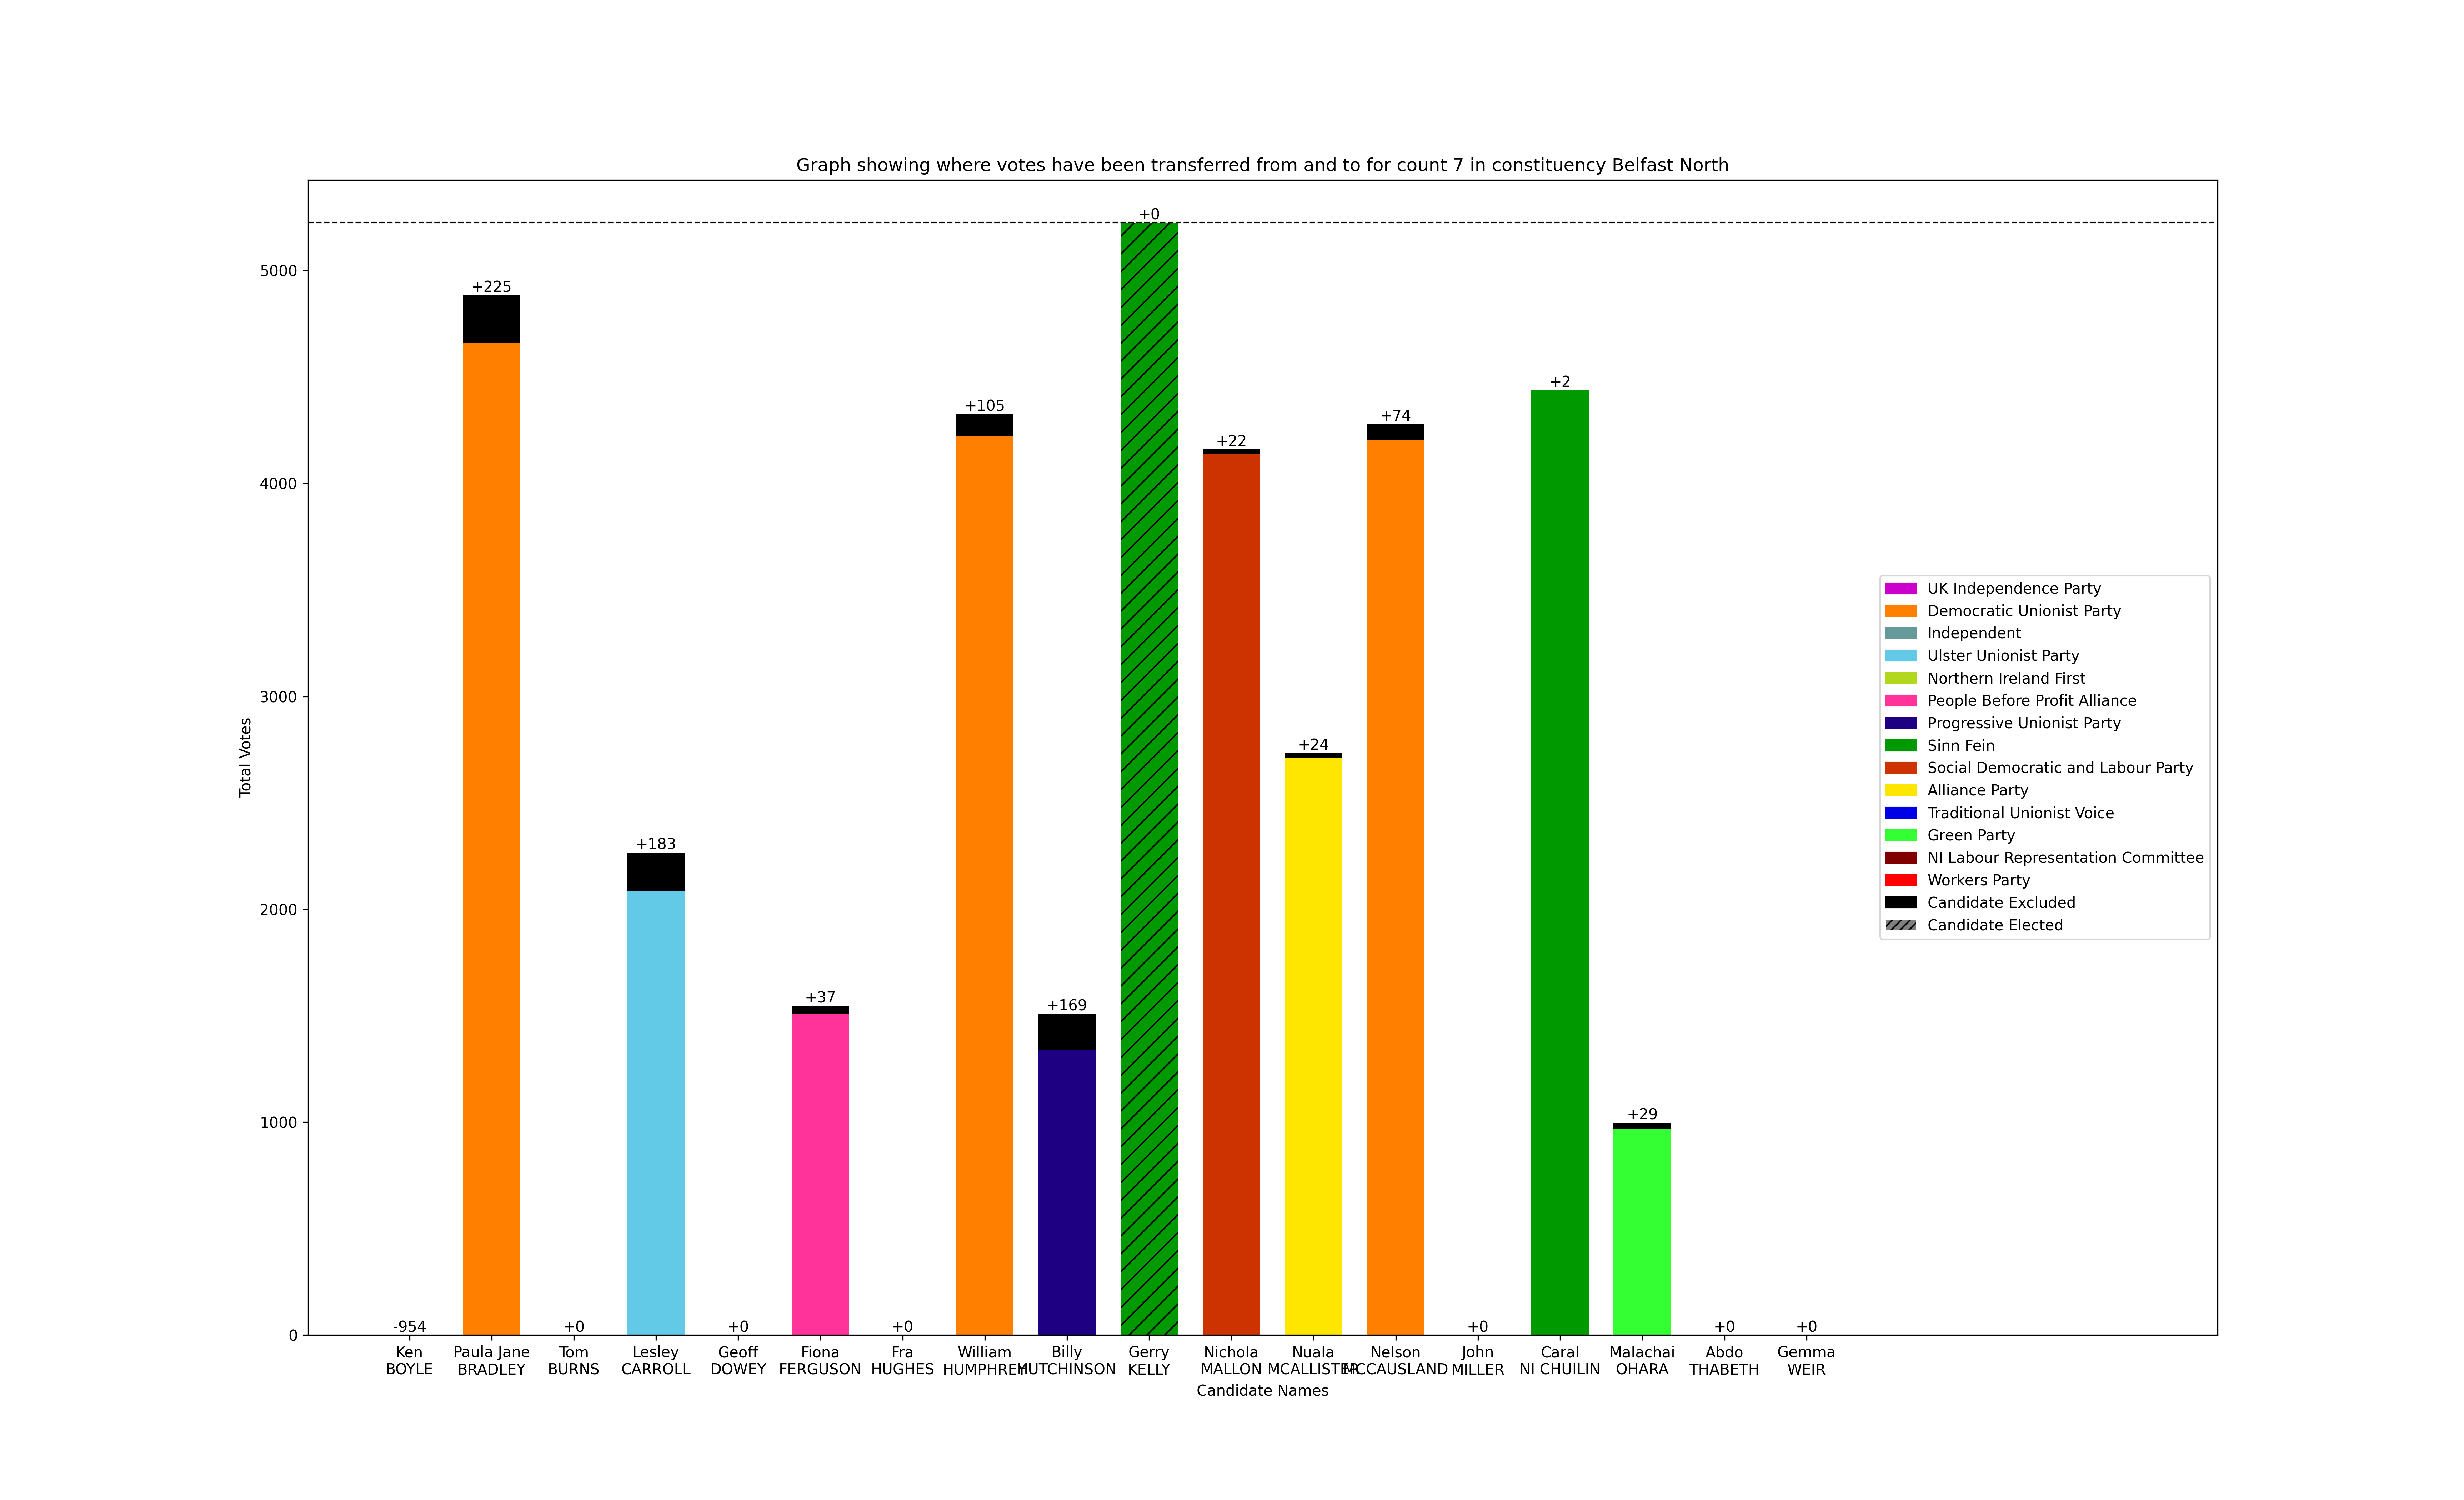 Graph showing where votes have been transferred from and to for count 7 in constituency Belfast North
+0
+225
+2
+105
+74
+22
+24
+183
+37
+169
+29
-954
+0
+0
+0
+0
+0
+0
5000
4000
3000
2000
1000
0
Total Votes
Ken
BOYLE
Paula Jane
BRADLEY
Tom
BURNS
Lesley
CARROLL
Geoff
DOWEY
Fiona
FERGUSON
Fra
HUGHES
William
HUMPHREY
Billy
HUTCHINSON
Gerry
KELLY
Nichola
MALLON
Nuala
MCALLISTER
Nelson
MCCAUSLAND
John
MILLER
Caral
NI CHUILIN
Malachai
OHARA
Abdo
THABETH
Gemma
WEIR
Candidate Names
UK Independence Party
Democratic Unionist Party
Independent
Ulster Unionist Party
Northern Ireland First
People Before Profit Alliance
Progressive Unionist Party
Sinn Fein
Social Democratic and Labour Party
Alliance Party
Traditional Unionist Voice
Green Party
NI Labour Representation Committee
Workers Party
Candidate Excluded
Candidate Elected